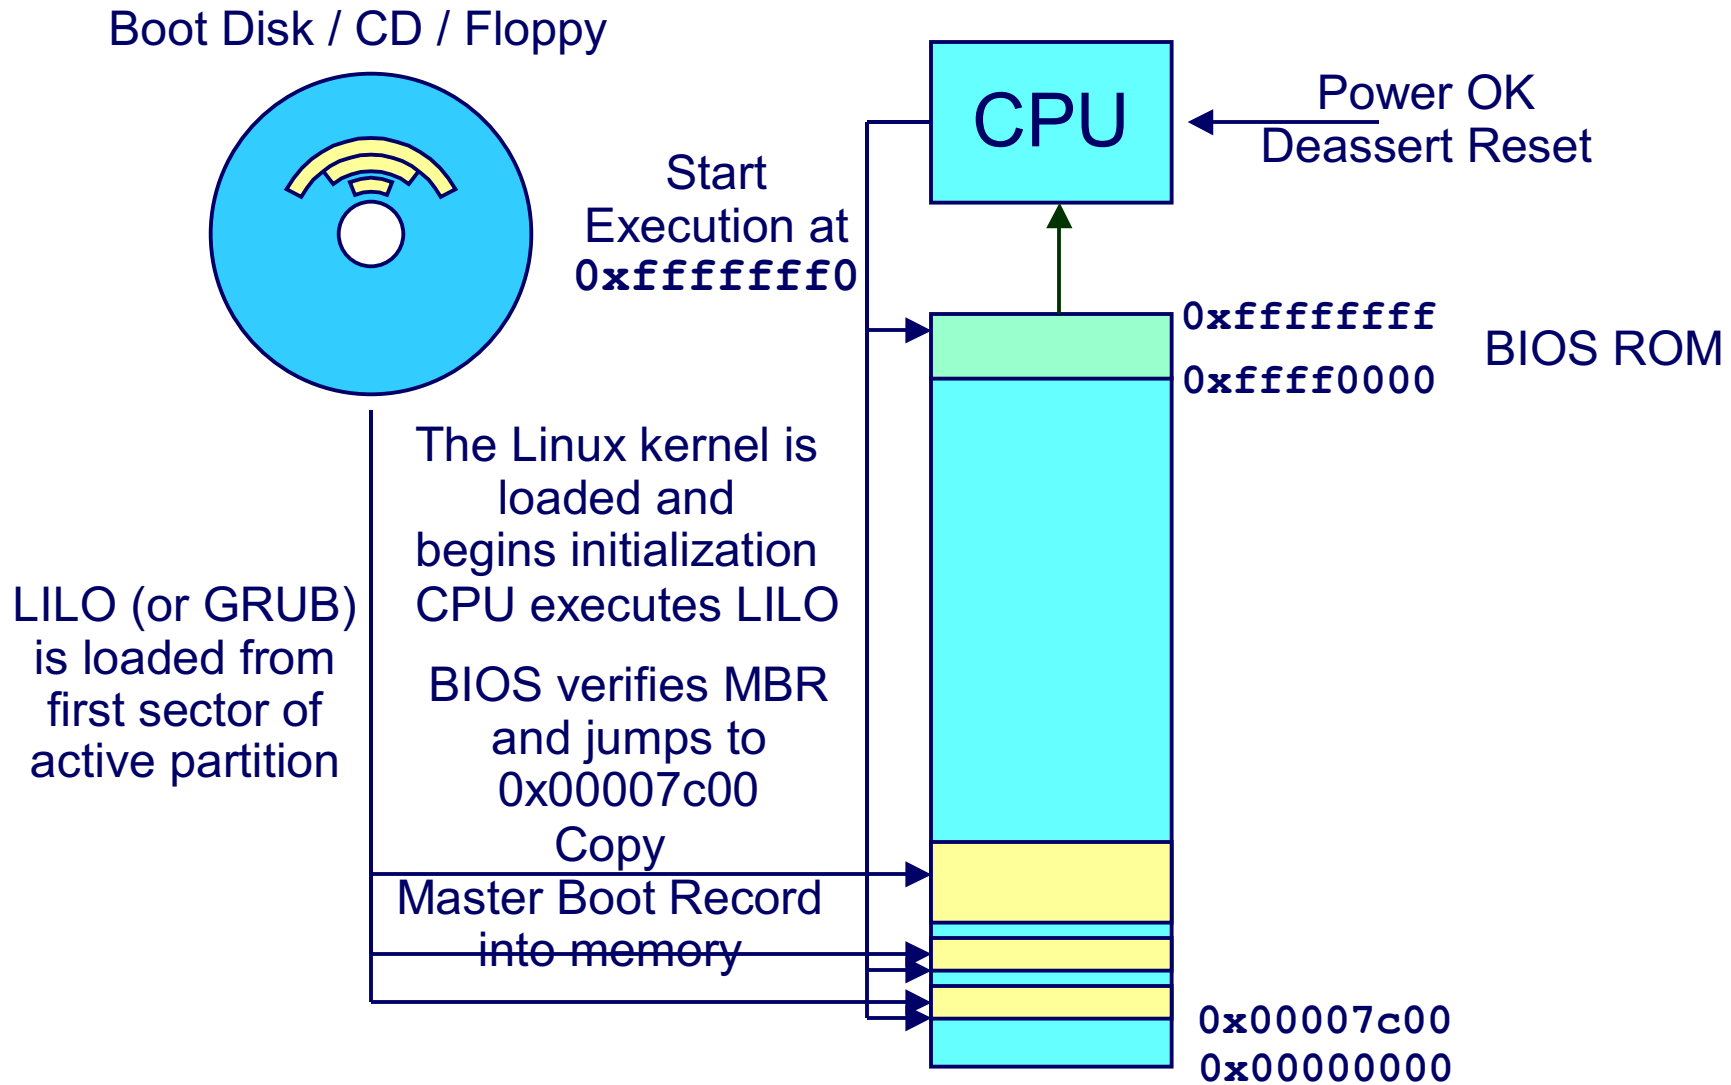 Boot Disk / CD / Floppy
CPU
Power OK
Deassert Reset
Start
Execution at
0xfffffff0
0xffffffff
BIOS ROM
0xffff0000
The Linux kernel is
loaded and
begins initialization
CPU executes LILO
LILO (or GRUB)
is loaded from
first sector of
active partition
BIOS verifies MBR
and jumps to
0x00007c00
Copy
Master Boot Record
into memory
0x00007c00
0x00000000